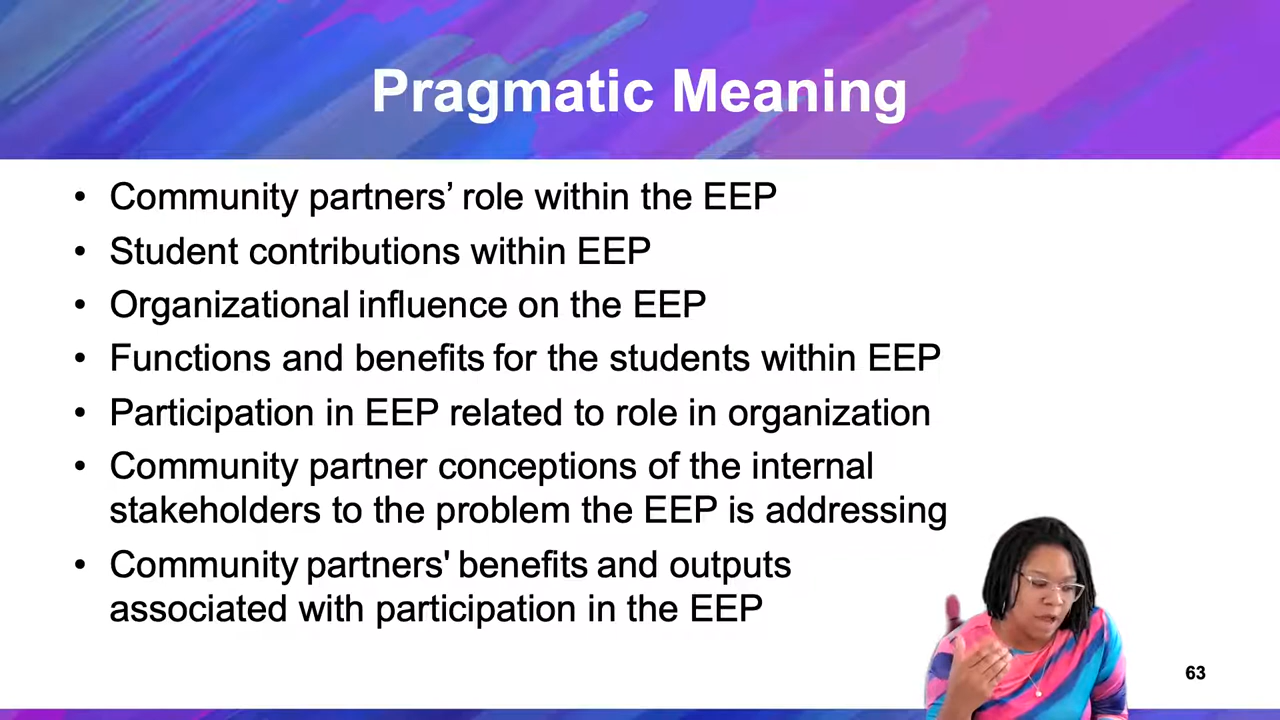 Pragmatic Meaning
• Community partners’ role within the EEP
• Student contributions within EEP
• Organizational influence on the EEP
• Functions and benefits for the students within EEP
• Participation in EEP related to role in organization
• Community partner conceptions of the internal
stakeholders to the problem the EEP is addressing
• Community partners' benefits and outputs
associated with participation in the EEP
63